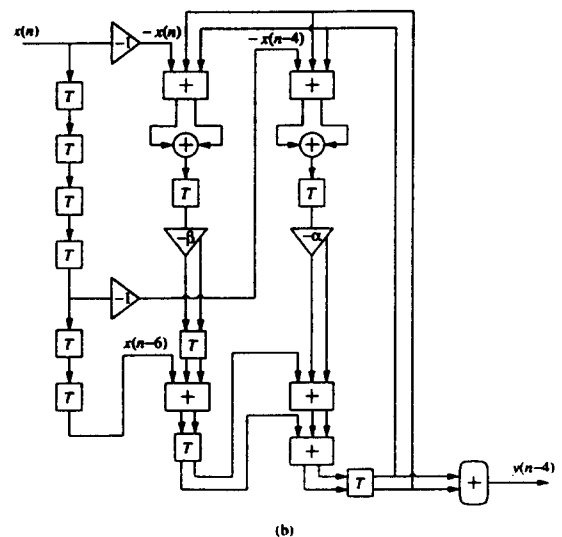 x(n)
-1
-x(n)
-x(n-4)
+
+
T
T
+
+
T
T
T
T
-β
-α
-1
T
x(n-6)
T
T
+
+
T
+
T
+
y(n-4)
(b)